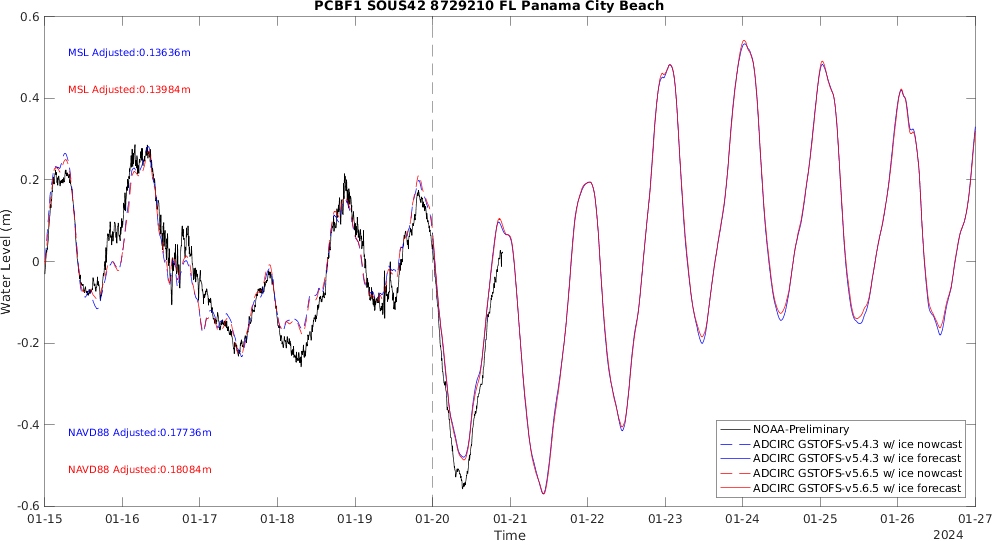 PCBF1 SOUS42 8729210 FL Panama City Beach
0.6
MSL Adjusted:0.13636m
MSL Adjusted:0.13984m
0.4
0.2
0
-0.2
-0.4
-0.6
Water Level (m)
NAVD88 Adjusted:0.17736m
NAVD88 Adjusted:0.18084m
NOAA-Preliminary
ADCIRC GSTOFS-v5.4.3 w/ ice nowcast
ADCIRC GSTOFS-v5.4.3 w/ ice forecast
ADCIRC GSTOFS-v5.6.5 w/ ice nowcast
ADCIRC GSTOFS-v5.6.5 w/ ice forecast
01-15 01-16 01-17 01-18 01-19 01-20 01-21 01-22 01-23 01-24 01-25 01-26 01-27
Time
2024